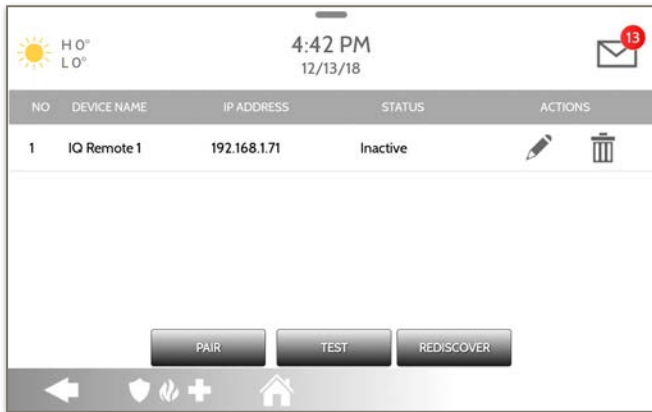 H 0°
L 0°
4:42 PM
12/13/18
13
NO DEVICE NAME IP ADDRESS STATUS ACTIONS
1 IQ Remote 1 192.168.1.71 Inactive
PAIR TEST REDISCOVER